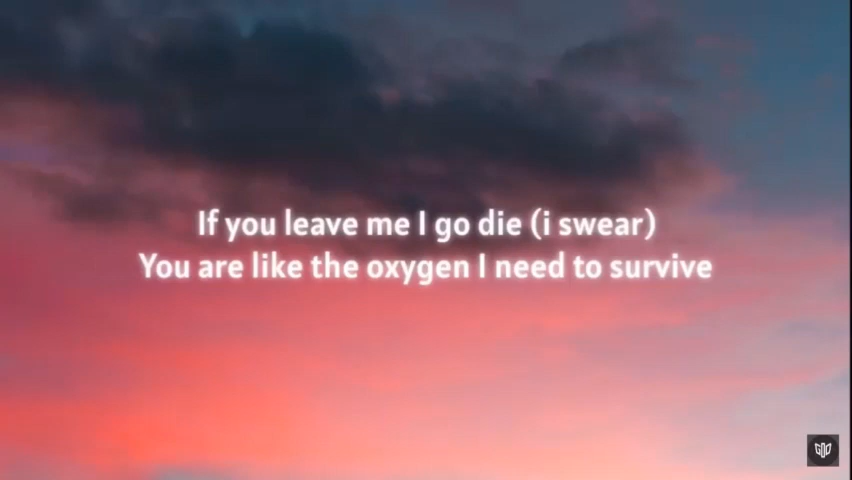 If you leave me I go die (i swear)
You are like the oxygen I need to survive